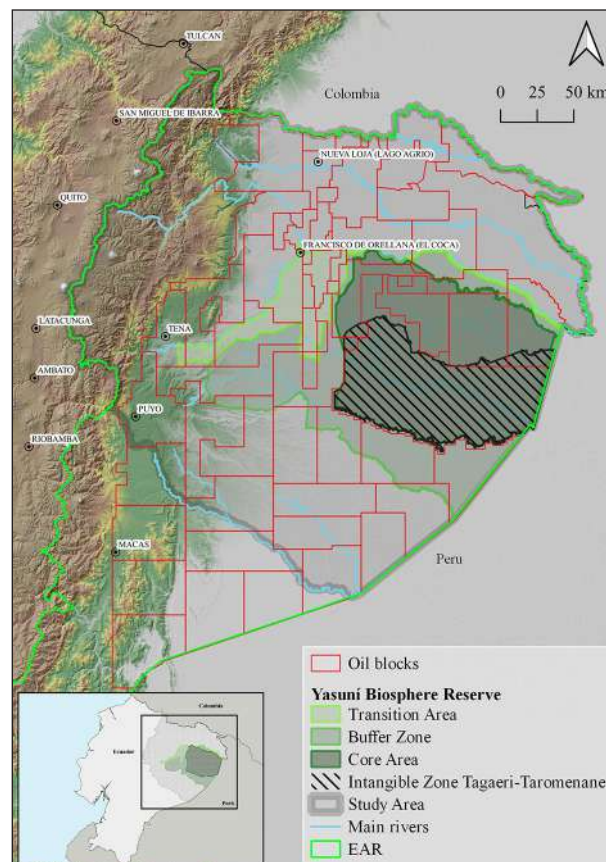 TULCAN
0 25 50 km
Colombia
SAN MIGUEL DE IBARRA
NUEVA LOJA (LAGO AGRIO)
QUITO
FRANCISCO DE ORELLANA (EL COCA)
LATACUNGA
TENA
AMBATO
PUYO
RIOBAMBA
MACAS
Peru
Oil blocks
Yasuní Biosphere Reserve
Transition Area
Buffer Zone
Core Area
Intangible Zone Tagaeri-Taromenane
Study Area
Main rivers
EAR
Colombia
Ecuador
Perú